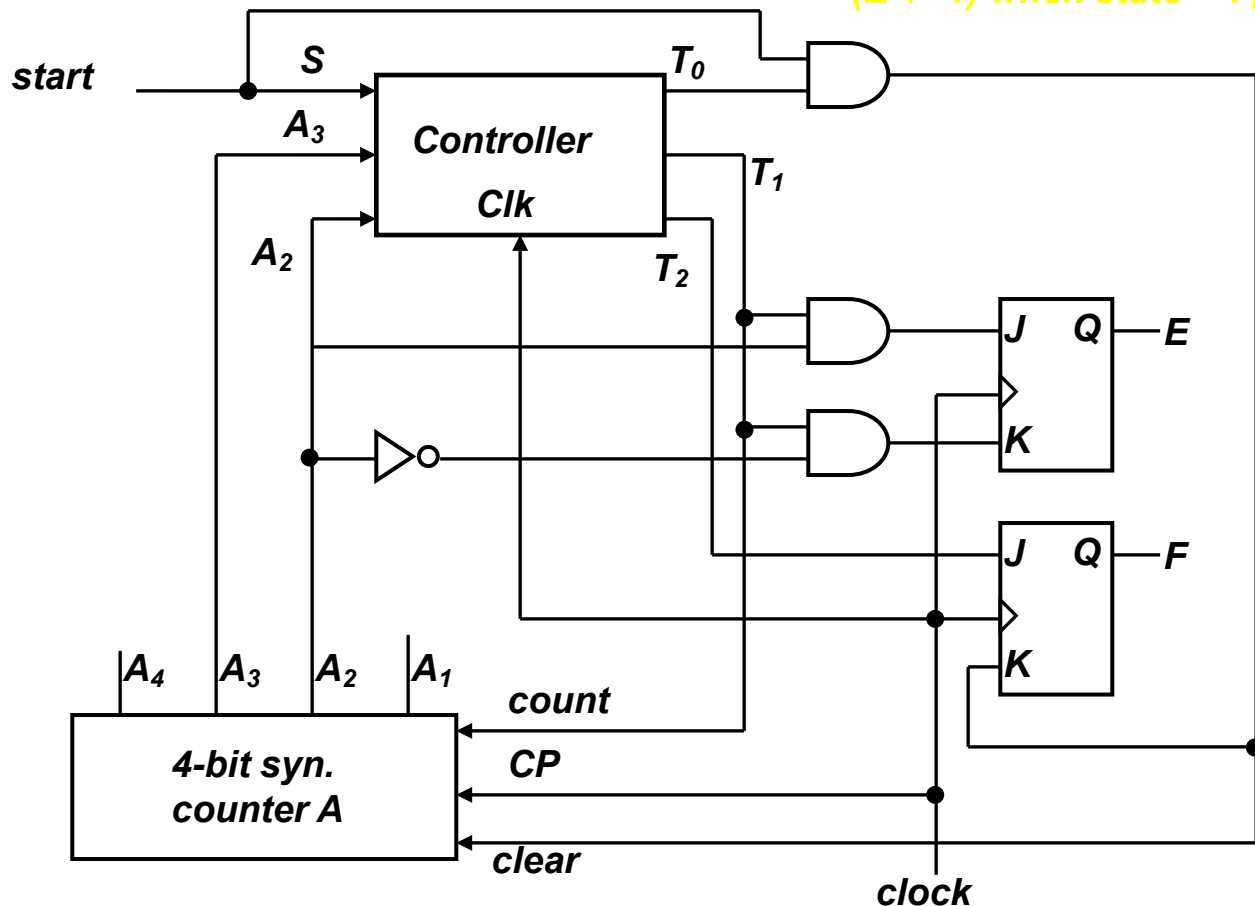 start
S
T₀
A₃
Controller
T₁
Clk
A₂
T₂
J Q E
K
J Q F
K
A₄ A₃ A₂ A₁
count
4-bit syn.
counter A
CP
clear
clock